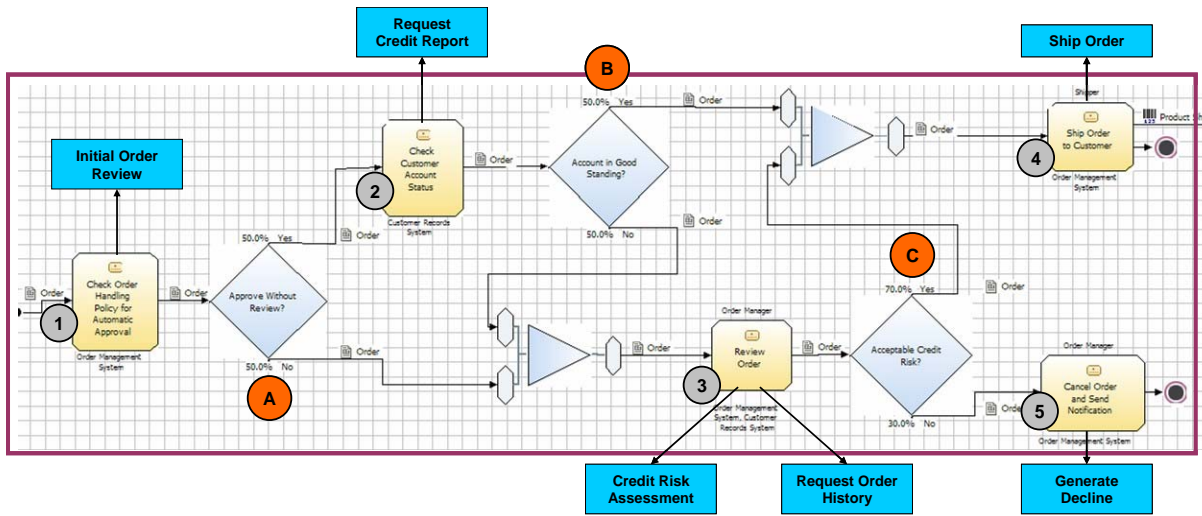 Request
Credit Report
Ship Order
B
Shipper
50.0% Yes
Order
Order
Product Sh
Check
Customer
Account
Status
Ship Order
to Customer
Initial Order
Review
Order
Account in Good
Standing?
4
2
Order Management
System
Customer Records
System
50.0% Yes
Order
50.0% No
Order
C
Order
Check Order
Handling
Policy for
Automatic
Approval
Order
Approve Without
Review?
70.0% Yes
Order
1
Order Manager
Order
Order
Review
Order
Order
Acceptable Credit
Risk?
Order Manager
Order Management
System
50.0% No
A
3
Cancel Order
and Send
Notification
Order Management
System, Customer
Records System
30.0% No
5
Order Management System
Credit Risk
Assessment
Request Order
History
Generate
Decline